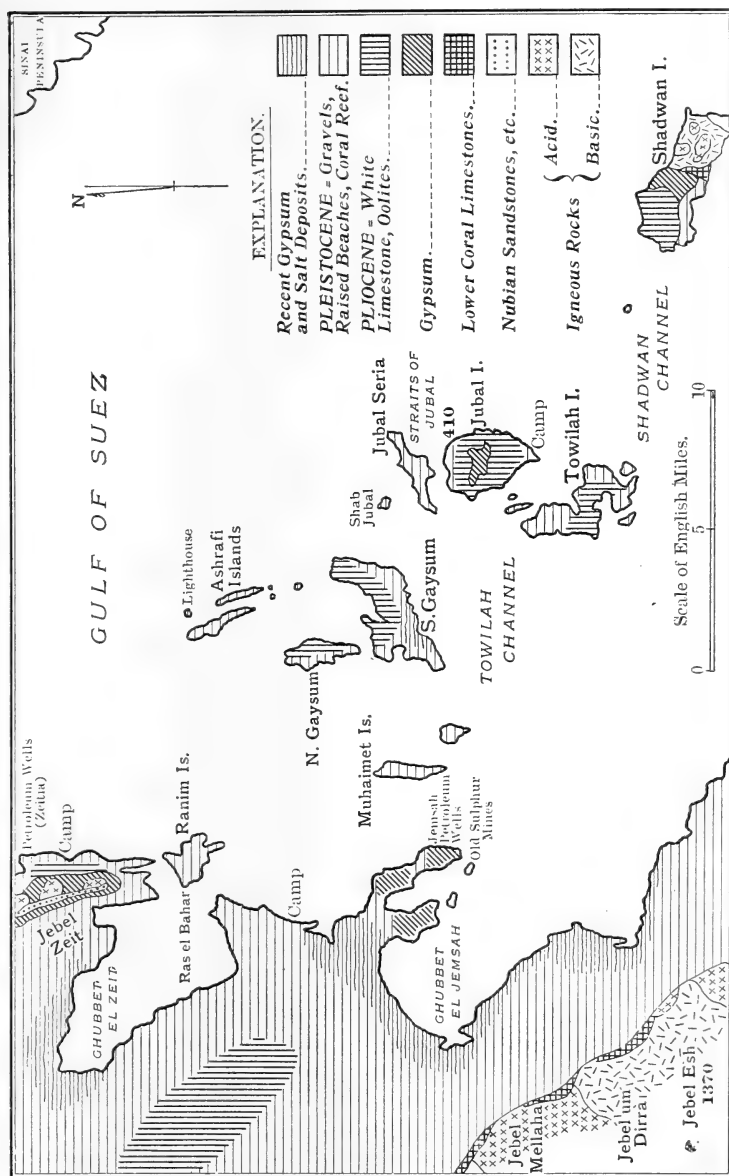 SINAI
PENINSULA
N
GULF OF SUEZ
EXPLANATION.
Recent Gypsum
and Salt Deposits
PLEISTOCENE = Gravels,
Raised Beaches, Coral Reef.
PLIOCENE = White
Limestone, Oolites
Gypsum
Lower Coral Limestones
Nubian Sandstones, etc.
Igneous Rocks { Acid
Basic
Petroleum Wells
(Zeitia)
Camp
Jebel
Zeit
GHUBBET
EL ZEIT
Ras el Bahar
Ranim Is.
Lighthouse
Ashrafi
Islands
N. Gaysum
S. Gaysum
Shab
Jubal
Jubal Seria
STRAITS OF
JUBAL
410
Jubal I.
Camp
Towilah I.
TOWILAH
CHANNEL
Muhaimet Is.
Camp
Jemsah
Petroleum
Wells
Old Sulphur
Mines
GHUBBET
EL JEMSAH
Shadwan I.
SHADWAN
CHANNEL
Jebel
Mellaha
Jebel um
Dirra
Jebel Esh
1370
0 5 10
Scale of English Miles.